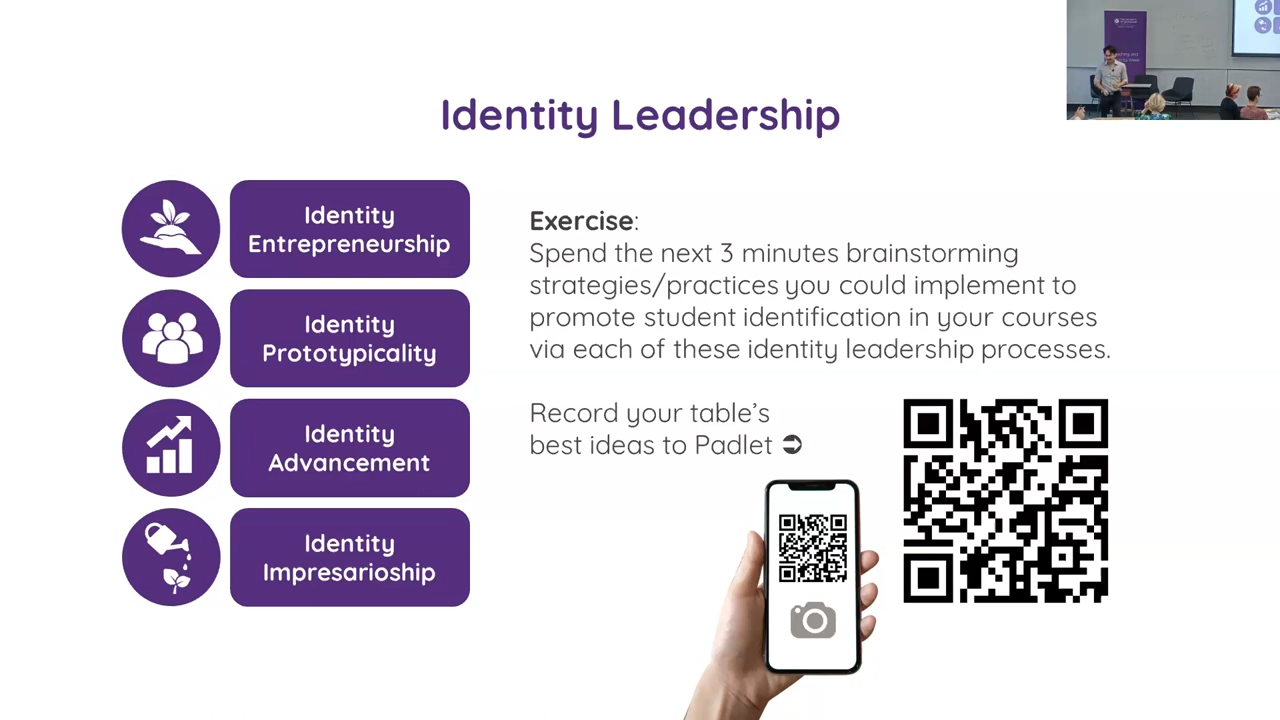 Identity Leadership
Identity
Entrepreneurship
Identity
Prototypicality
Identity
Advancement
Identity
Impresarioship
Exercise:
Spend the next 3 minutes brainstorming
strategies/practices you could implement to
promote student identification in your courses
via each of these identity leadership processes.
Record your table’s
best ideas to Padlet ➲